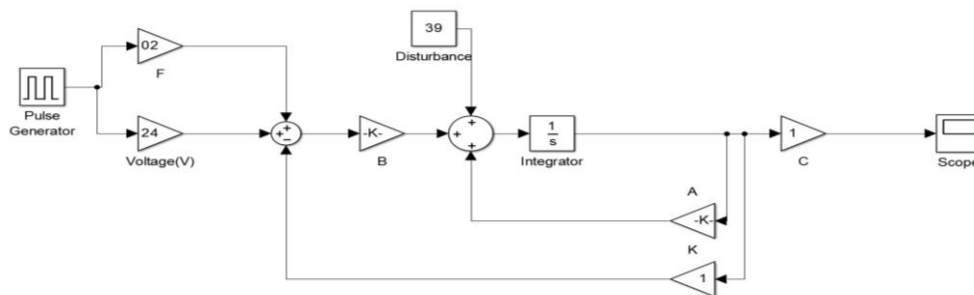 39
Disturbance
02
F
Pulse
Generator
24
Voltage(V)
+
+
−
-K-
B
+
+
+
1
s
Integrator
1
C
Scope
A
-K-
K
1